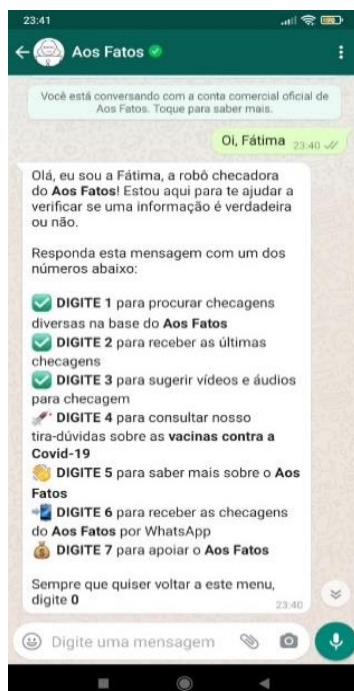 23:41
Aos Fatos
Você está conversando com a conta comercial oficial de
Aos Fatos. Toque para saber mais.
Oi, Fátima 23:40
Olá, eu sou a Fátima, a robô checadora
do Aos Fatos! Estou aqui para te ajudar a
verificar se uma informação é verdadeira
ou não.
Responda esta mensagem com um dos
números abaixo:
✅ DIGITE 1 para procurar checagens
diversas na base do Aos Fatos
✅ DIGITE 2 para receber as últimas
checagens
✅ DIGITE 3 para sugerir vídeos e áudios
para checagem
💉 DIGITE 4 para consultar nosso
tira-dúvidas sobre as vacinas contra a
Covid-19
👏 DIGITE 5 para saber mais sobre o Aos
Fatos
📲 DIGITE 6 para receber as checagens
do Aos Fatos por WhatsApp
💰 DIGITE 7 para apoiar o Aos Fatos
Sempre que quiser voltar a este menu,
digite 0
23:40
Digite uma mensagem